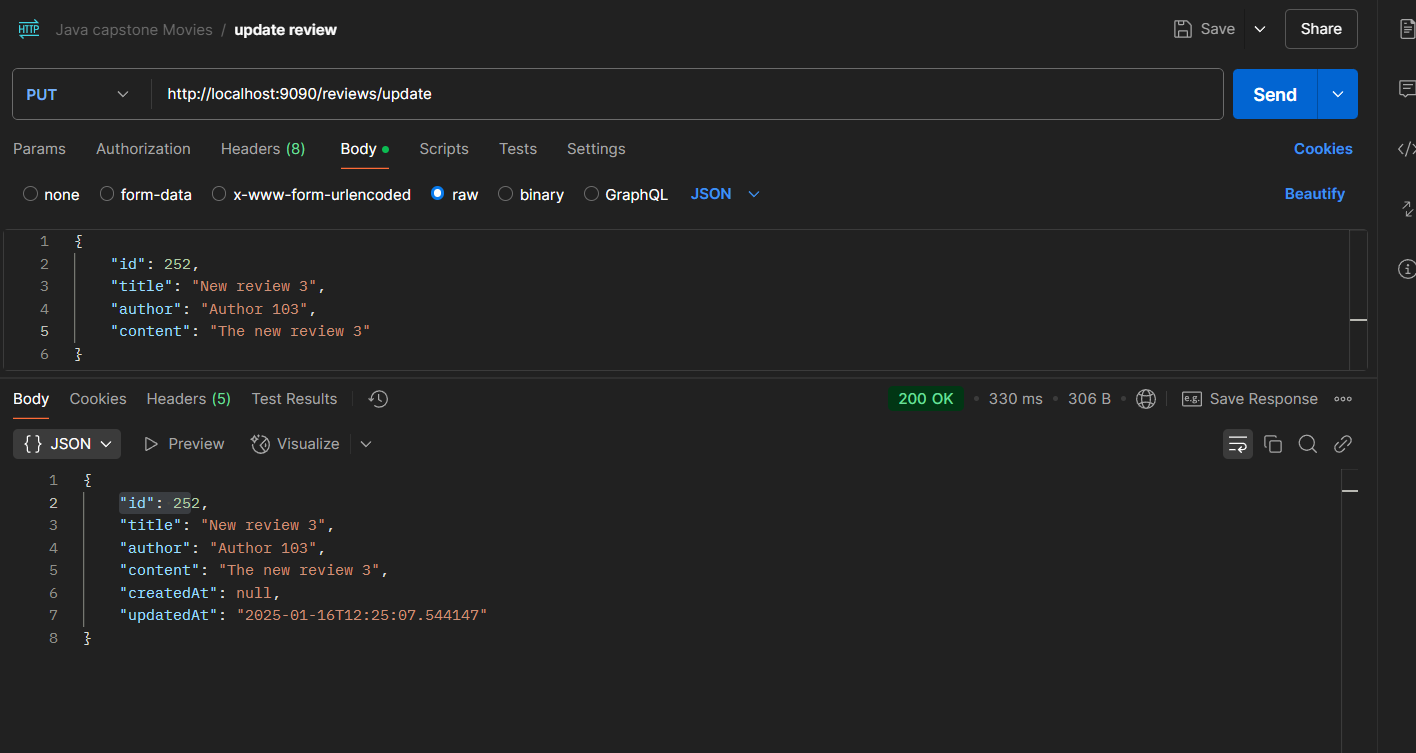 HTTP Java capstone Movies / update review Save Share
PUT http://localhost:9090/reviews/update Send
Params Authorization Headers (8) Body Scripts Tests Settings Cookies
none form-data x-www-form-urlencoded raw binary GraphQL JSON Beautify
1 {
2 "id": 252,
3 "title": "New review 3",
4 "author": "Author 103",
5 "content": "The new review 3"
6 }
Body Cookies Headers (5) Test Results 200 OK • 330 ms • 306 B • e.g. Save Response
{} JSON Preview Visualize
1 {
2 "id": 252,
3 "title": "New review 3",
4 "author": "Author 103",
5 "content": "The new review 3",
6 "createdAt": null,
7 "updatedAt": "2025-01-16T12:25:07.544147"
8 }